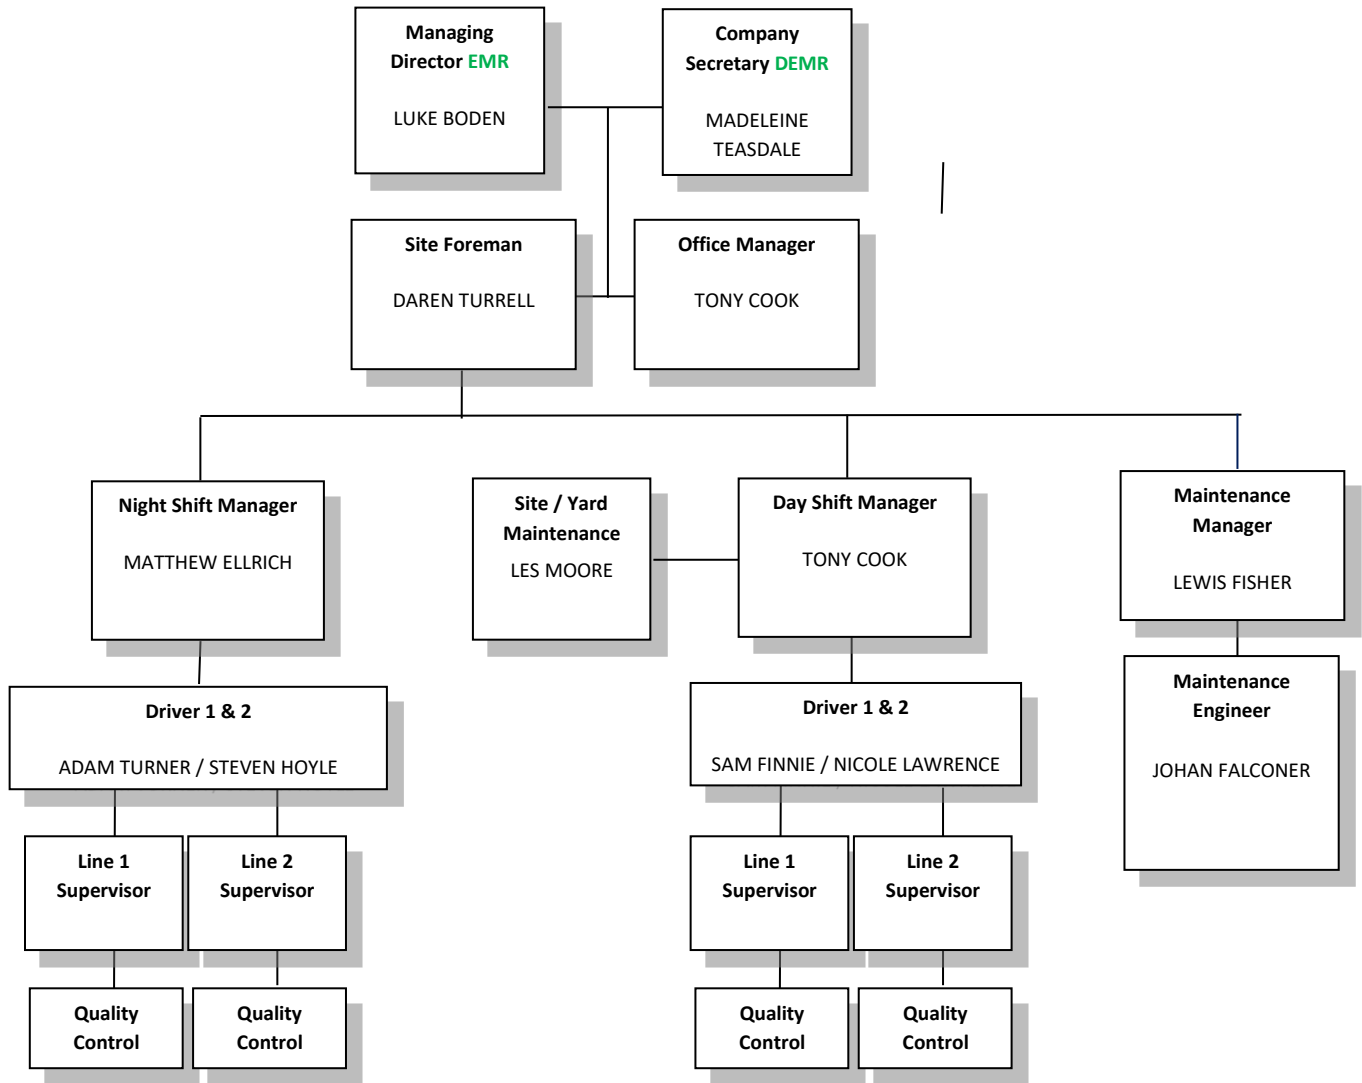 Managing
Director EMR
LUKE BODEN
Company
Secretary DEMR
MADELEINE
TEASDALE
Site Foreman
DAREN TURRELL
Office Manager
TONY COOK
Night Shift Manager
MATTHEW ELLRICH
Site / Yard
Maintenance
LES MOORE
Day Shift Manager
TONY COOK
Maintenance
Manager
LEWIS FISHER
Maintenance
Engineer
JOHAN FALCONER
Driver 1 & 2
ADAM TURNER / STEVEN HOYLE
Driver 1 & 2
SAM FINNIE / NICOLE LAWRENCE
Line 1
Supervisor
Line 2
Supervisor
Line 1
Supervisor
Line 2
Supervisor
Quality
Control
Quality
Control
Quality
Control
Quality
Control